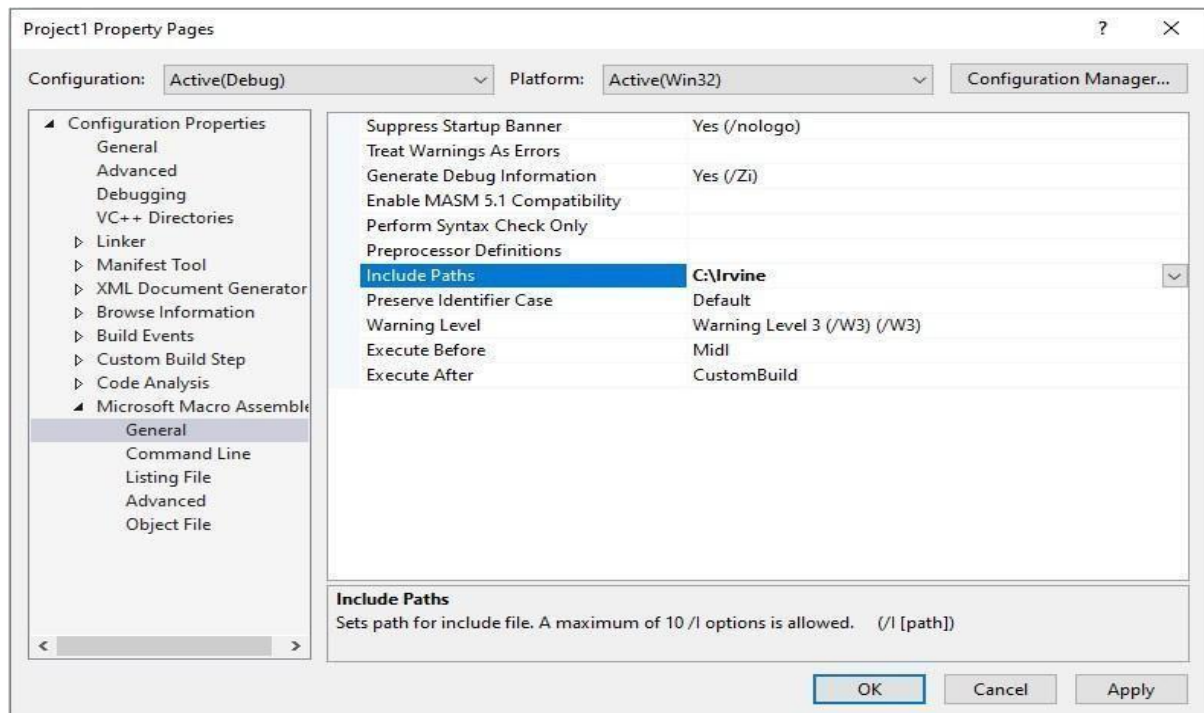 Project1 Property Pages
? ×
Configuration: Active(Debug) Platform: Active(Win32) Configuration Manager...
Configuration Properties
General
Advanced
Debugging
VC++ Directories
Linker
Manifest Tool
XML Document Generator
Browse Information
Build Events
Custom Build Step
Code Analysis
Microsoft Macro Assemble
General
Command Line
Listing File
Advanced
Object File
Suppress Startup Banner Yes (/nologo)
Treat Warnings As Errors
Generate Debug Information Yes (/Zi)
Enable MASM 5.1 Compatibility
Perform Syntax Check Only
Preprocessor Definitions
Include Paths C:\Irvine
Preserve Identifier Case Default
Warning Level Warning Level 3 (/W3) (/W3)
Execute Before Midl
Execute After CustomBuild
Include Paths
Sets path for include file. A maximum of 10 /I options is allowed. (/I [path])
OK Cancel Apply